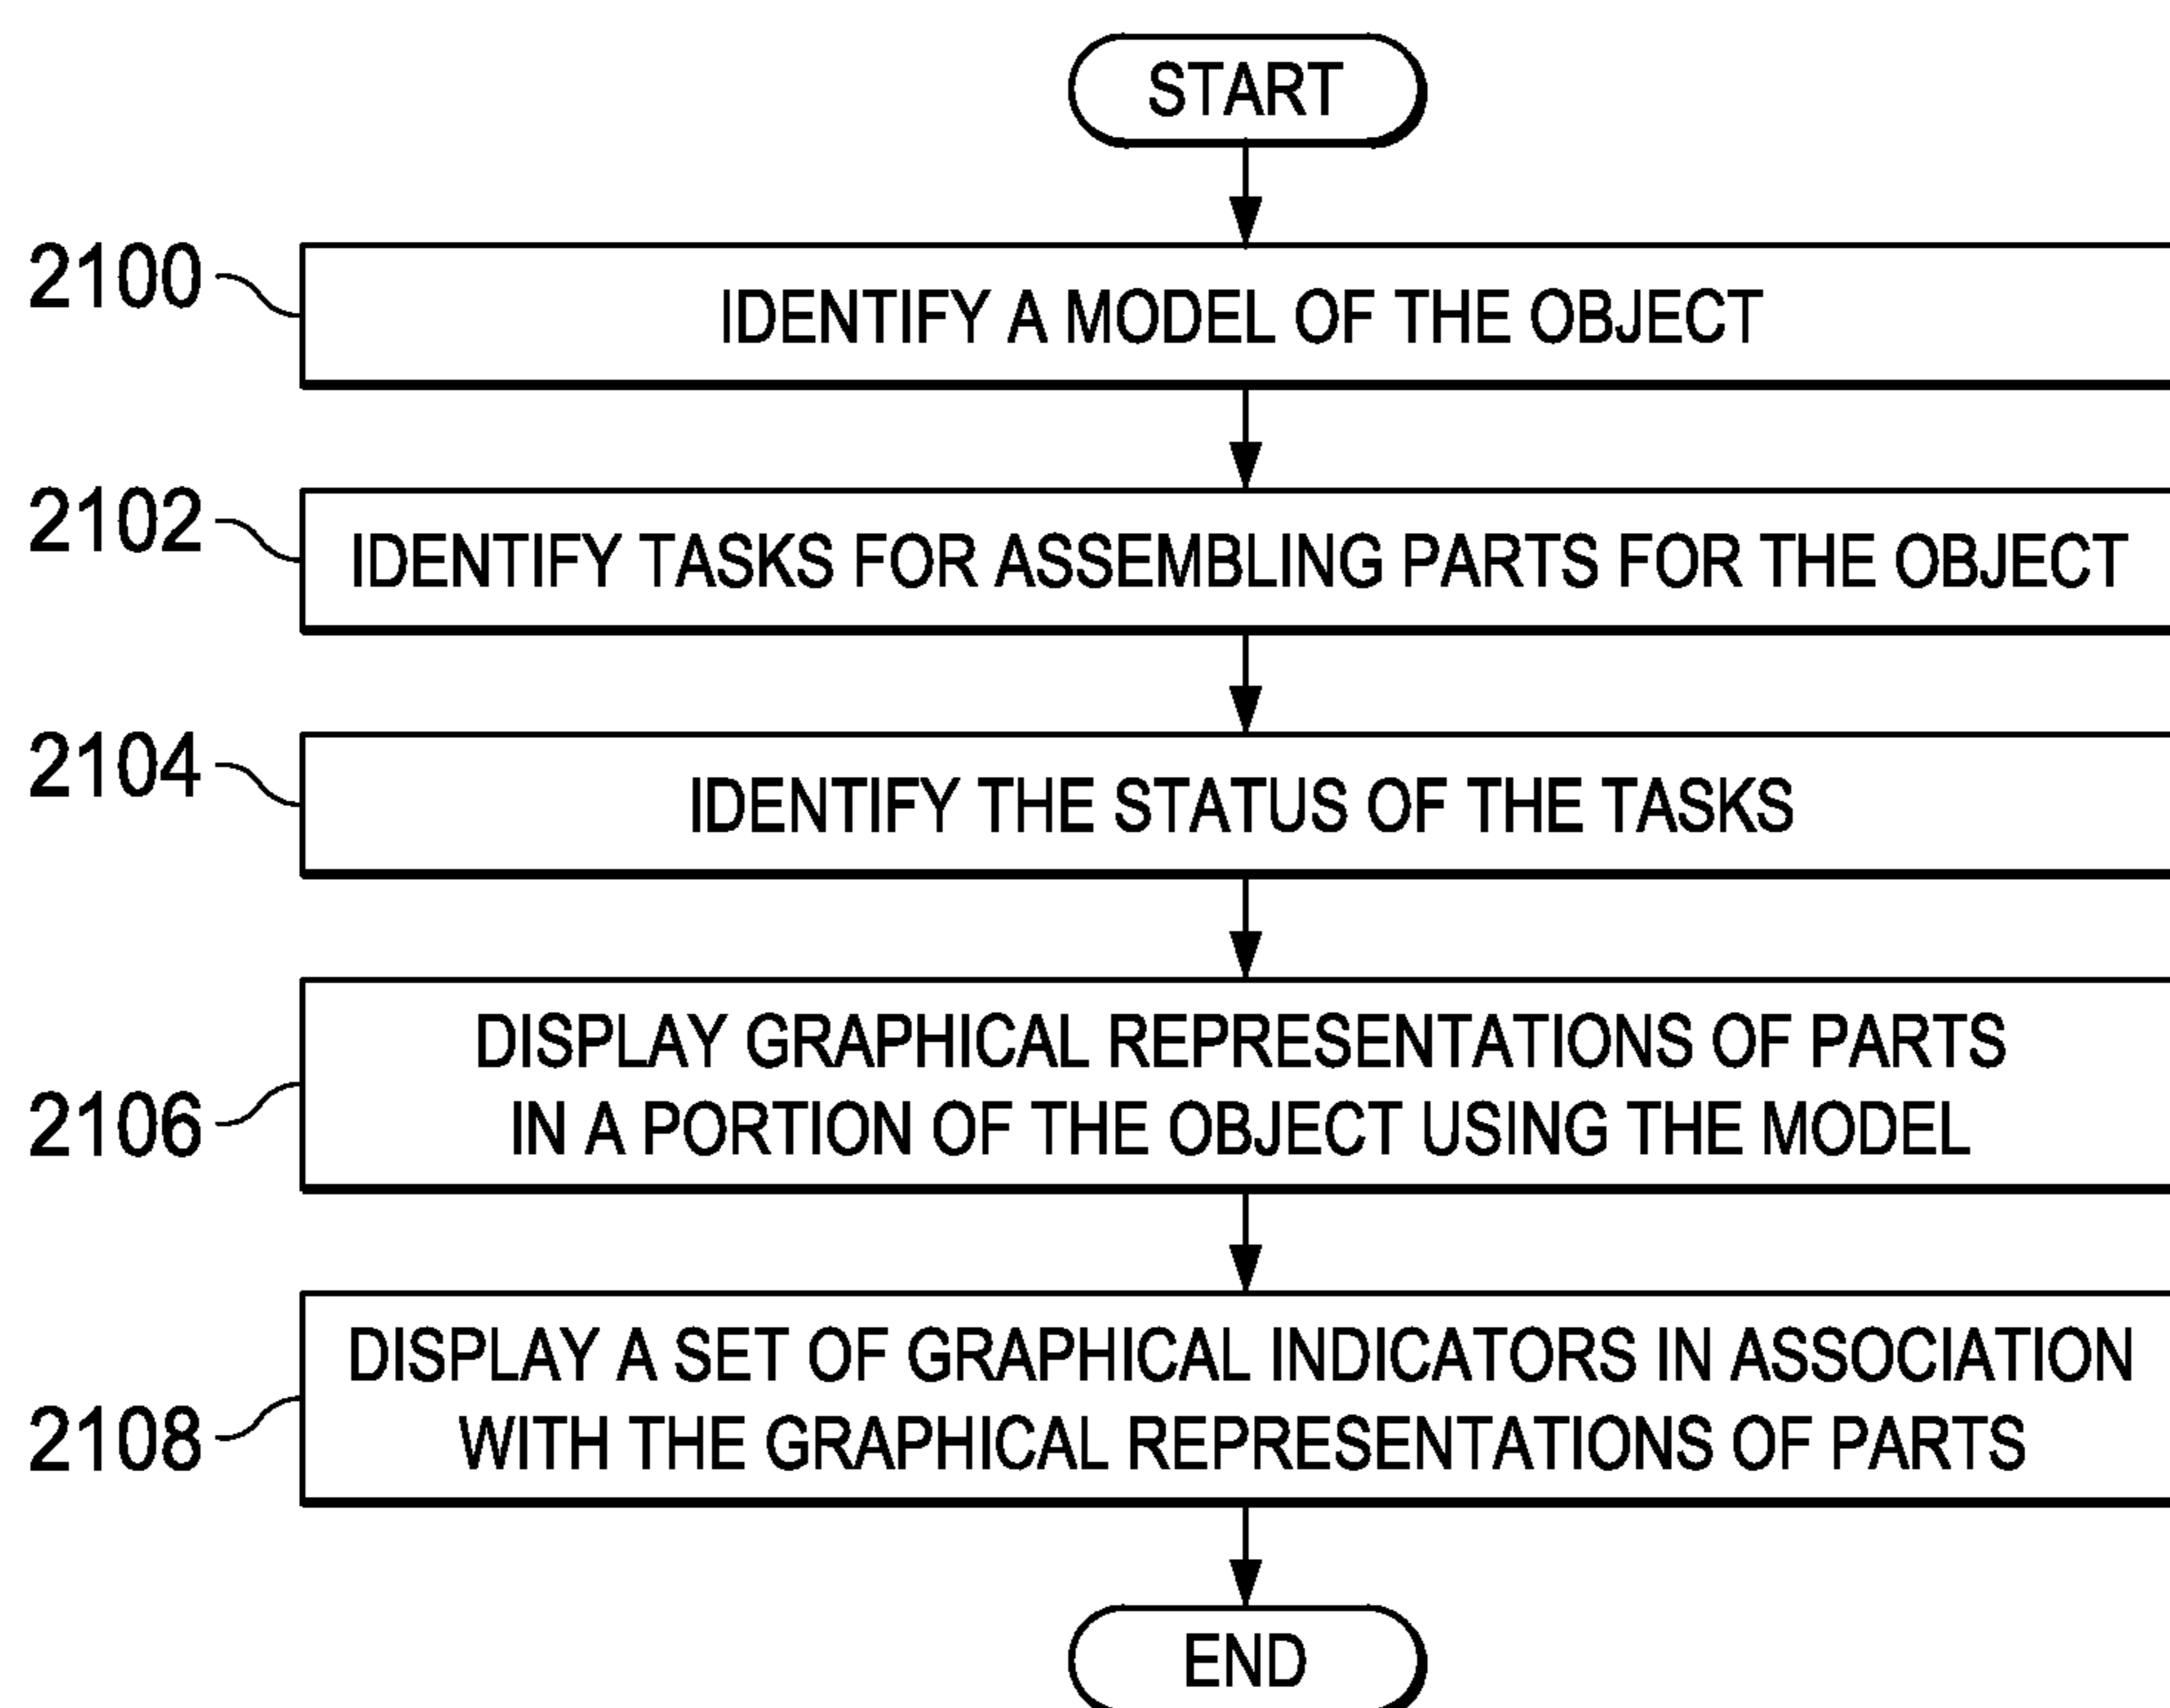 START
2100
IDENTIFY A MODEL OF THE OBJECT
2102
IDENTIFY TASKS FOR ASSEMBLING PARTS FOR THE OBJECT
2104
IDENTIFY THE STATUS OF THE TASKS
2106
DISPLAY GRAPHICAL REPRESENTATIONS OF PARTS
IN A PORTION OF THE OBJECT USING THE MODEL
2108
DISPLAY A SET OF GRAPHICAL INDICATORS IN ASSOCIATION
WITH THE GRAPHICAL REPRESENTATIONS OF PARTS
END